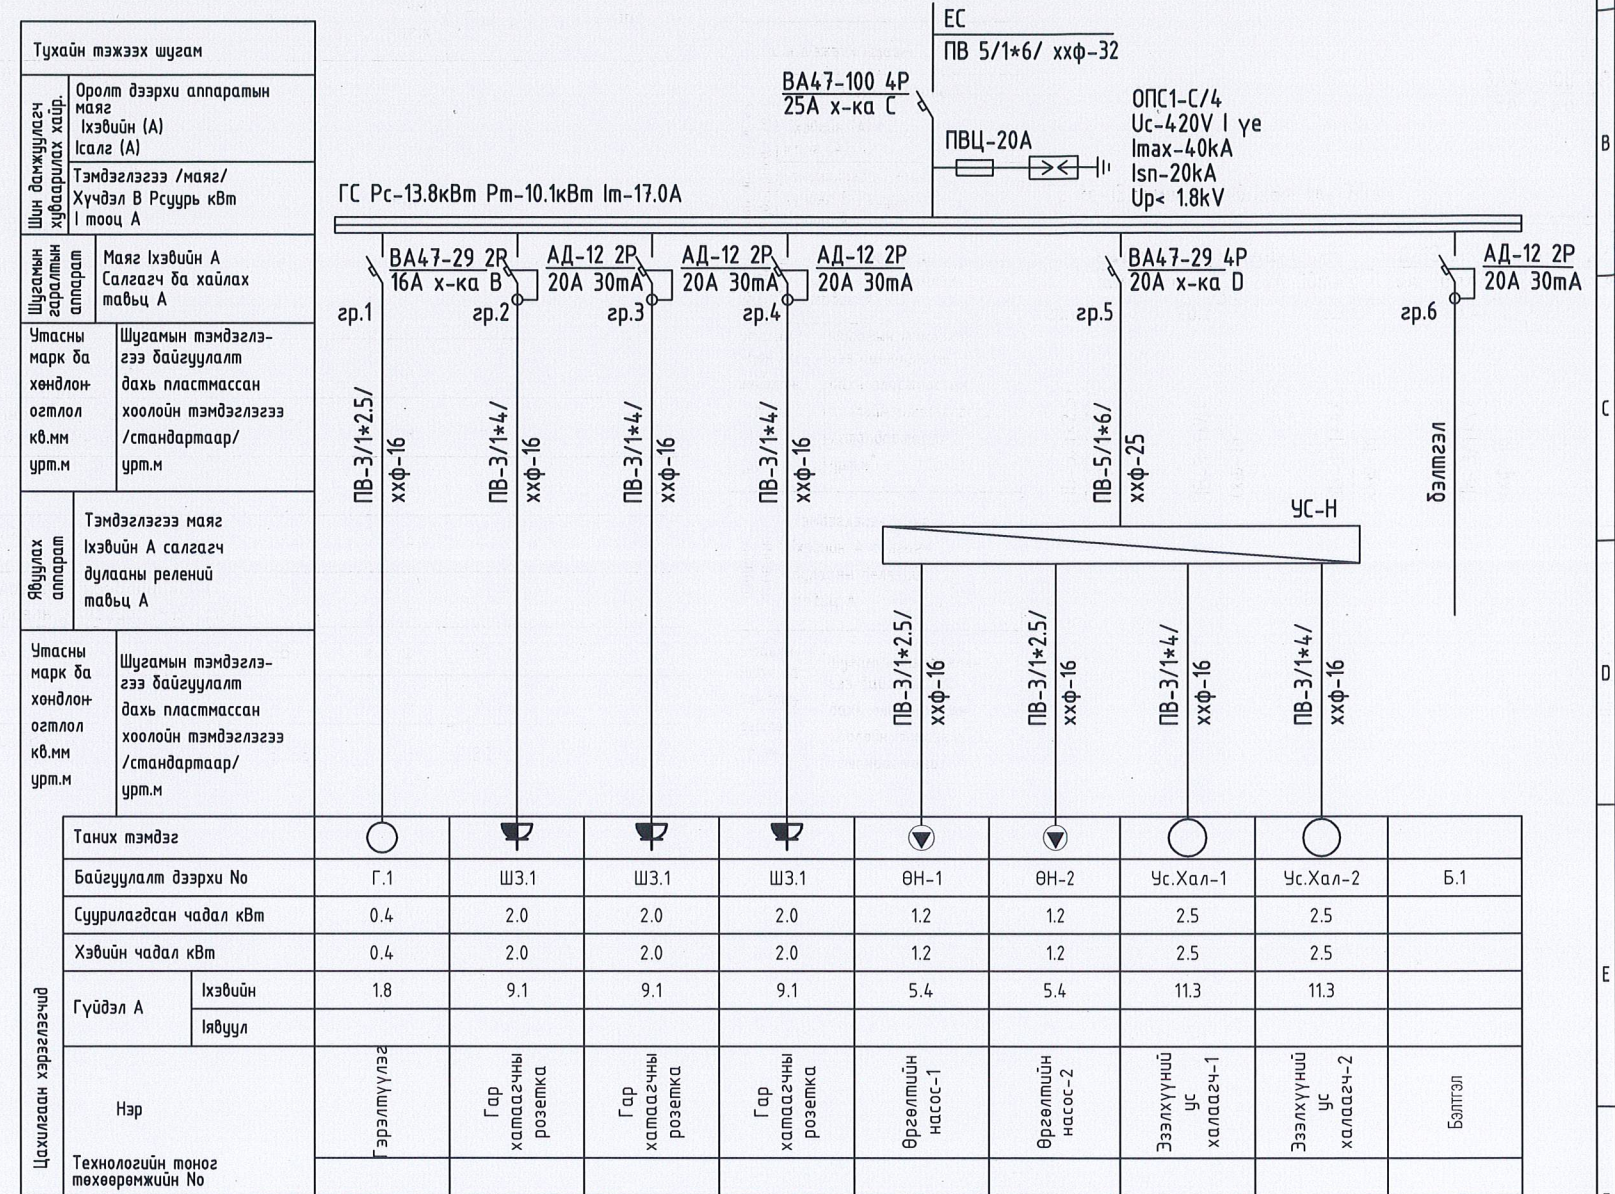 Тухайн тэжээх шугам
Шин дамжуулагч
хуваарилах хайр.
Оролт дээрхи аппаратын
маяг
Iхэвийн (А)
Iсалг (А)
Тэмдэглэгээ /маяг/
Хүчдэл В Рсуурь кВт
I тооц А
Шугамын
гаралтын
аппарат
Маяг Iхэвийн А
Салгагч ба хайлах
тавьц А
Утасны
марк ба
хөндлөн
огтлол
кв.мм
урт.м
Шугамын тэмдэглэ-
гээ байгуулалт
дахь пластмассан
хоолойн тэмдэглэгээ
/стандартаар/
урт.м
Явуулах
аппарат
Тэмдэглэгээ маяг
Iхэвийн А салгагч
дулааны релений
тавьц А
Утасны
марк ба
хөндлөн
огтлол
кв.мм
урт.м
Шугамын тэмдэглэ-
гээ байгуулалт
дахь пластмассан
хоолойн тэмдэглэгээ
/стандартаар/
урт.м
ЕС
ПВ 5/1*6/ ххф-32
ВА47-100 4Р
25А х-ка С
ПВЦ-20А
ОПС1-С/4
Uc-420V I үе
Imax-40kA
Isn-20kA
Up< 1.8kV
ГС Рс-13.8кВт Рт-10.1кВт Iт-17.0А
ВА47-29 2R
16А х-ка В
гр.1
АД-12 2Р
20А 30mA
гр.2
АД-12 2Р
20А 30mA
гр.3
АД-12 2Р
20А 30mA
гр.4
ВА47-29 4Р
20А х-ка D
гр.5
АД-12 2Р
20А 30mA
гр.6
ПВ-3/1*2.5/
ххф-16
ПВ-3/1*4/
ххф-16
ПВ-3/1*4/
ххф-16
ПВ-3/1*4/
ххф-16
ПВ-5/1*6/
ххф-25
бэлтгэл
УС-Н
ПВ-3/1*2.5/
ххф-16
ПВ-3/1*2.5/
ххф-16
ПВ-3/1*4/
ххф-16
ПВ-3/1*4/
ххф-16
Цахилгаан хэрэглэгчид
Таних тэмдэг
Байгуулалт дээрхи No Г.1 ШЗ.1 ШЗ.1 ШЗ.1 ӨН-1 ӨН-2 Ус.Хал-1 Ус.Хал-2 Б.1
Суурилагдсан чадал кВт 0.4 2.0 2.0 2.0 1.2 1.2 2.5 2.5
Хэвийн чадал кВт 0.4 2.0 2.0 2.0 1.2 1.2 2.5 2.5
Гүйдэл А
Iхэвийн 1.8 9.1 9.1 9.1 5.4 5.4 11.3 11.3
Iявуул
Нэр
Гэрэлтүүлэг
Гар
хатаагчны
розетка
Гар
хатаагчны
розетка
Гар
хатаагчны
розетка
Өргөлтийн
насос-1
Өргөлтийн
насос-2
Эзэлхүүний
ус
халаагч-1
Эзэлхүүний
ус
халаагч-2
Бэлтгэл
Технологийн тоног
төхөөрөмжийн No
B
C
D
E